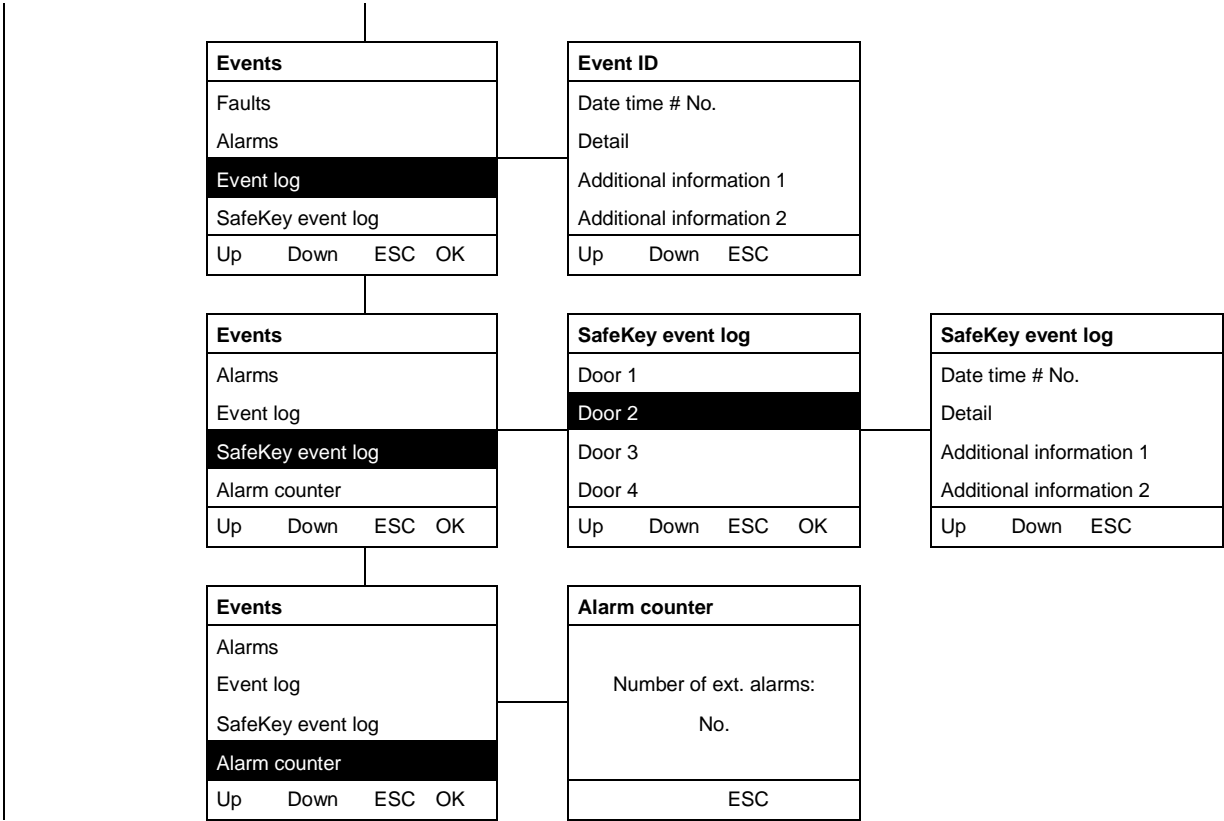 Events
Faults
Alarms
Event log
SafeKey event log
Up Down ESC OK
Event ID
Date time # No.
Detail
Additional information 1
Additional information 2
Up Down ESC
Events
Alarms
Event log
SafeKey event log
Alarm counter
Up Down ESC OK
SafeKey event log
Door 1
Door 2
Door 3
Door 4
Up Down ESC OK
SafeKey event log
Date time # No.
Detail
Additional information 1
Additional information 2
Up Down ESC
Events
Alarms
Event log
SafeKey event log
Alarm counter
Up Down ESC OK
Alarm counter
Number of ext. alarms:
No.
ESC